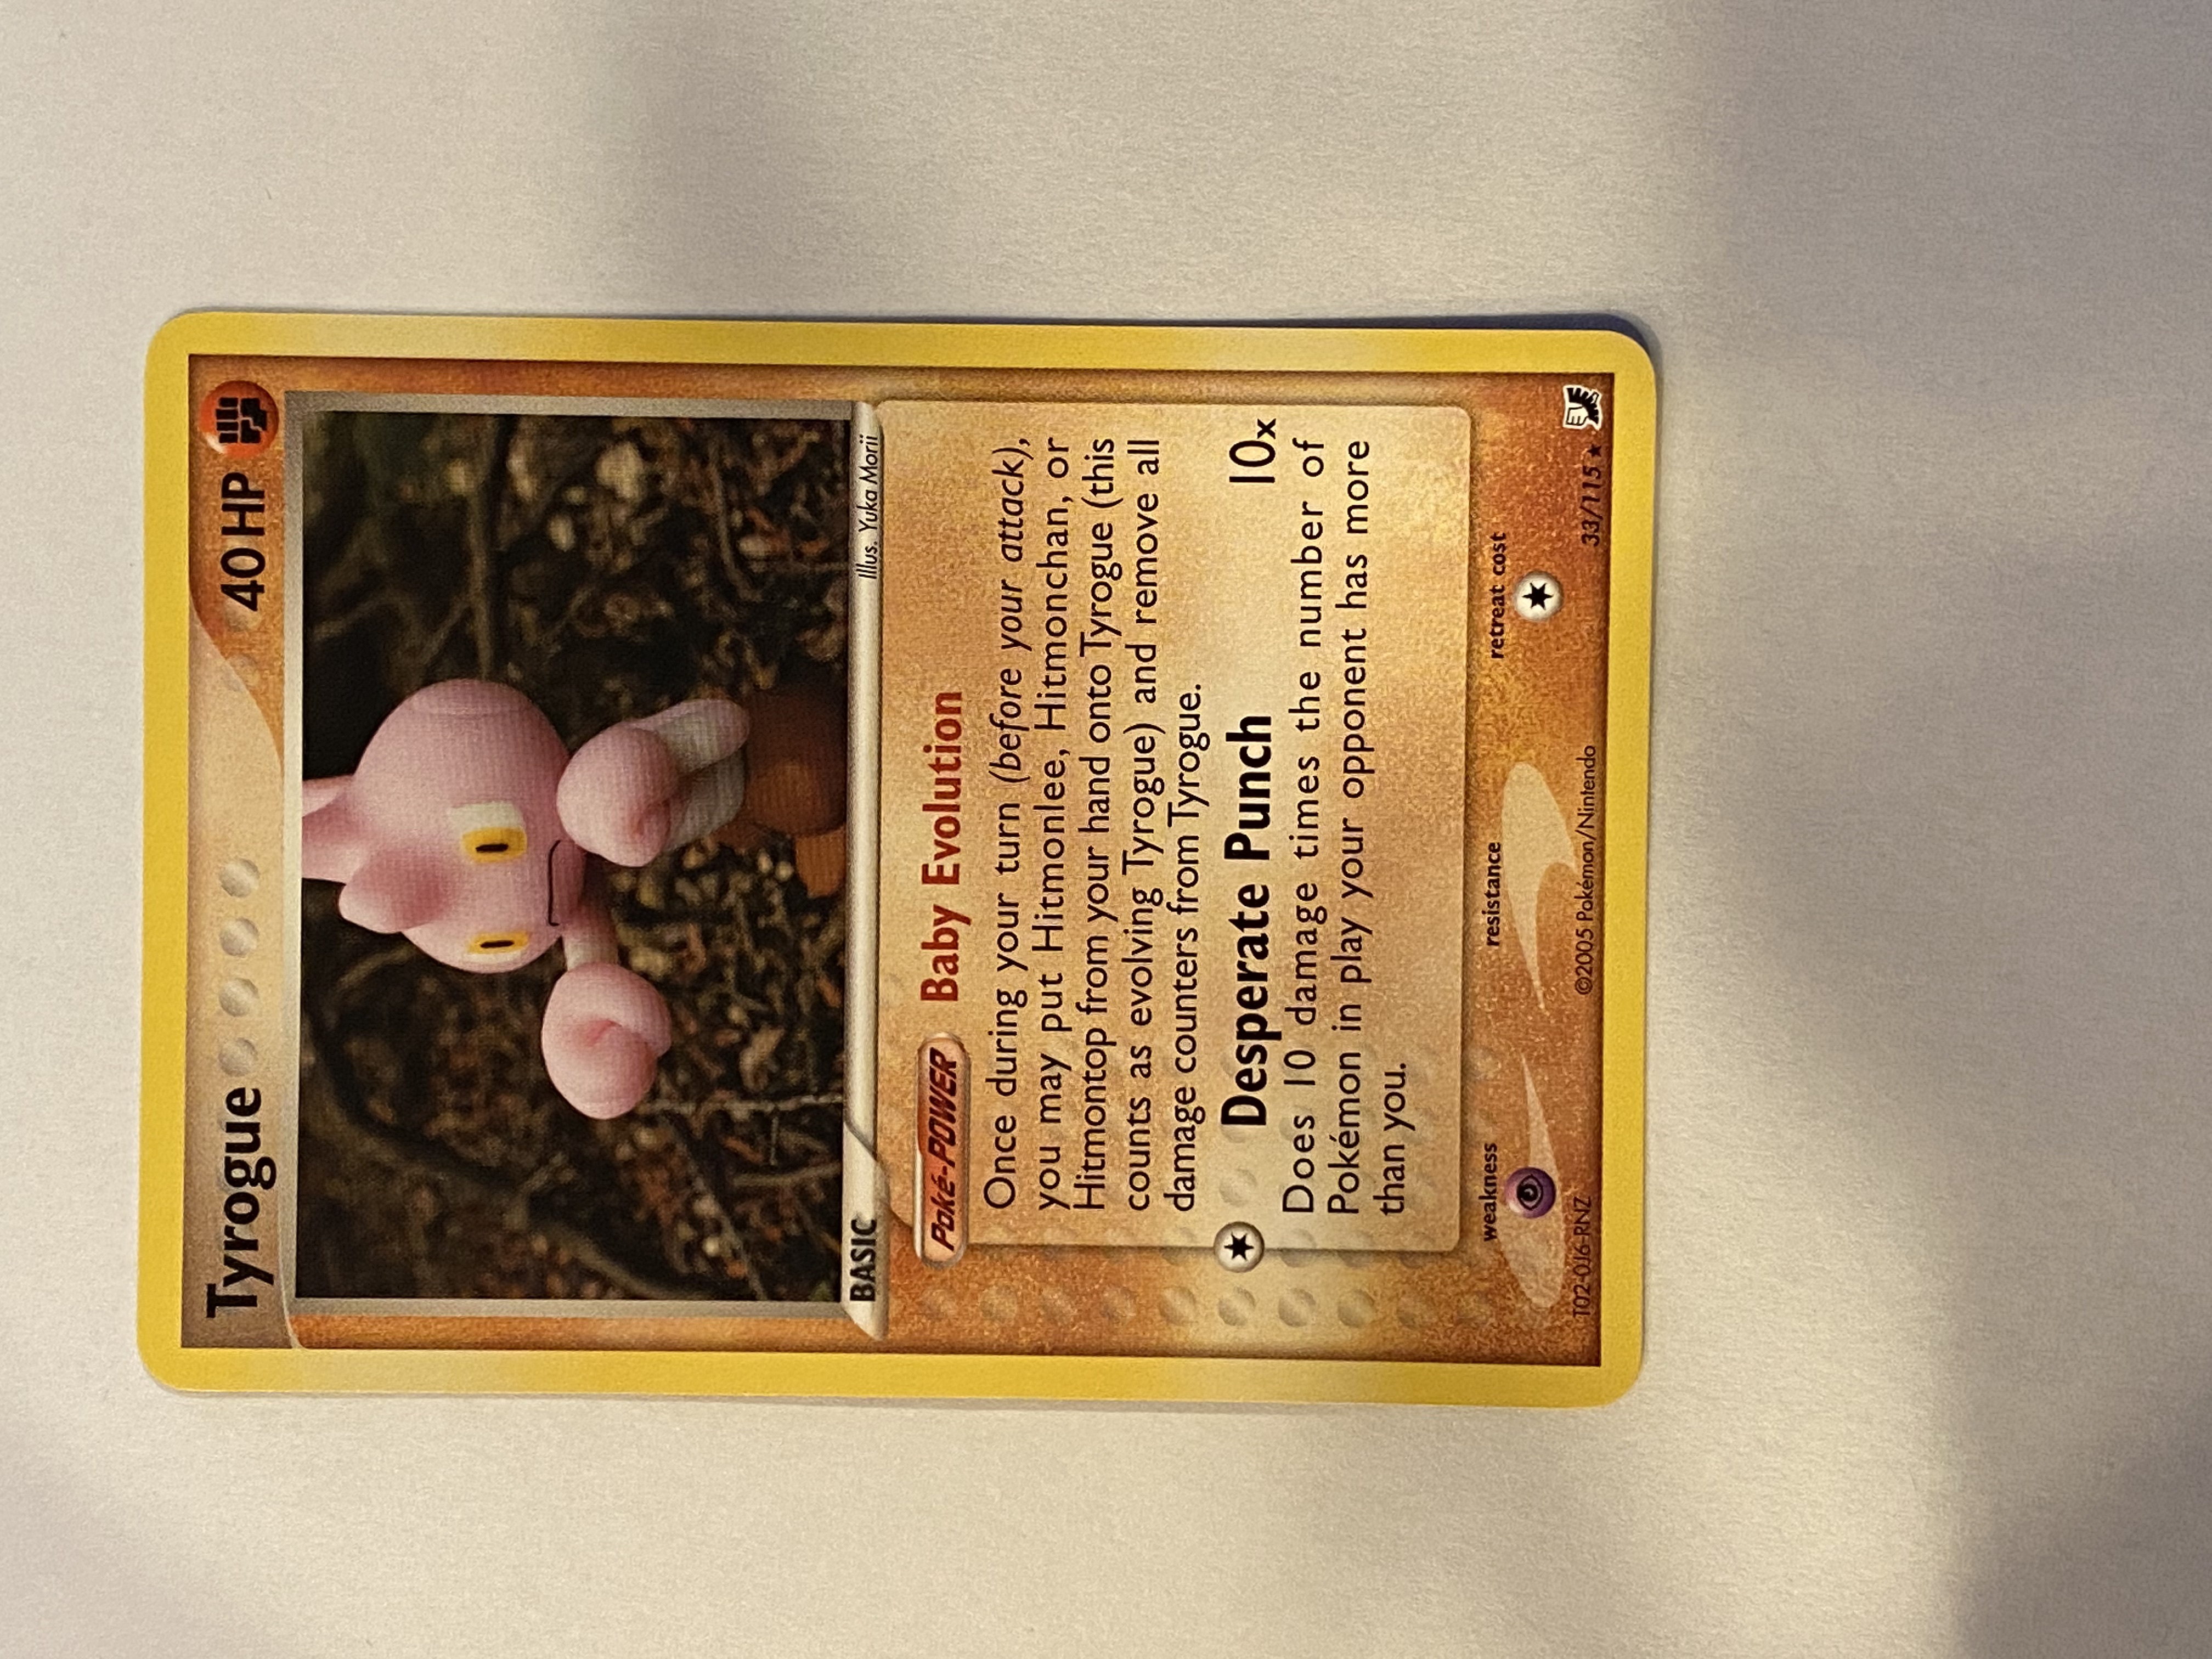 Tyrogue 40 HP
BASIC Illus. Yuka Morii
Poké-POWER Baby Evolution
Once during your turn (before your attack),
you may put Hitmonlee, Hitmonchan, or
Hitmontop from your hand onto Tyrogue (this
counts as evolving Tyrogue) and remove all
damage counters from Tyrogue.
Desperate Punch 10x
Does 10 damage times the number of
Pokémon in play your opponent has more
than you.
weakness resistance retreat cost
T02-0J6-RNZ ©2005 Pokémon/Nintendo 33/115 ★